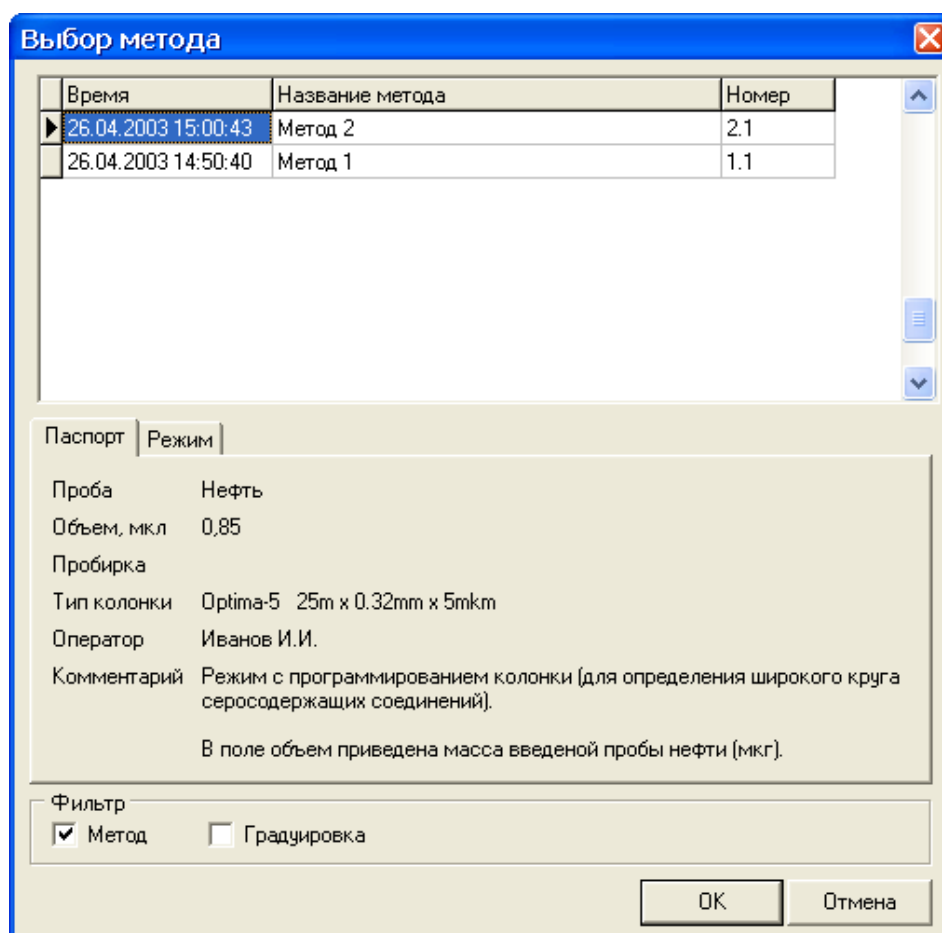 Выбор метода
Время Название метода Номер
26.04.2003 15:00:43 Метод 2 2.1
26.04.2003 14:50:40 Метод 1 1.1
Паспорт Режим
Проба Нефть
Объем, мкл 0,85
Пробирка
Тип колонки Optima-5 25m x 0.32mm x 5mkm
Оператор Иванов И.И.
Комментарий Режим с программированием колонки (для определения широкого круга
серосодержащих соединений).
В поле объем приведена масса введеной пробы нефти (мкг).
Фильтр
Метод Градуировка
OK Отмена